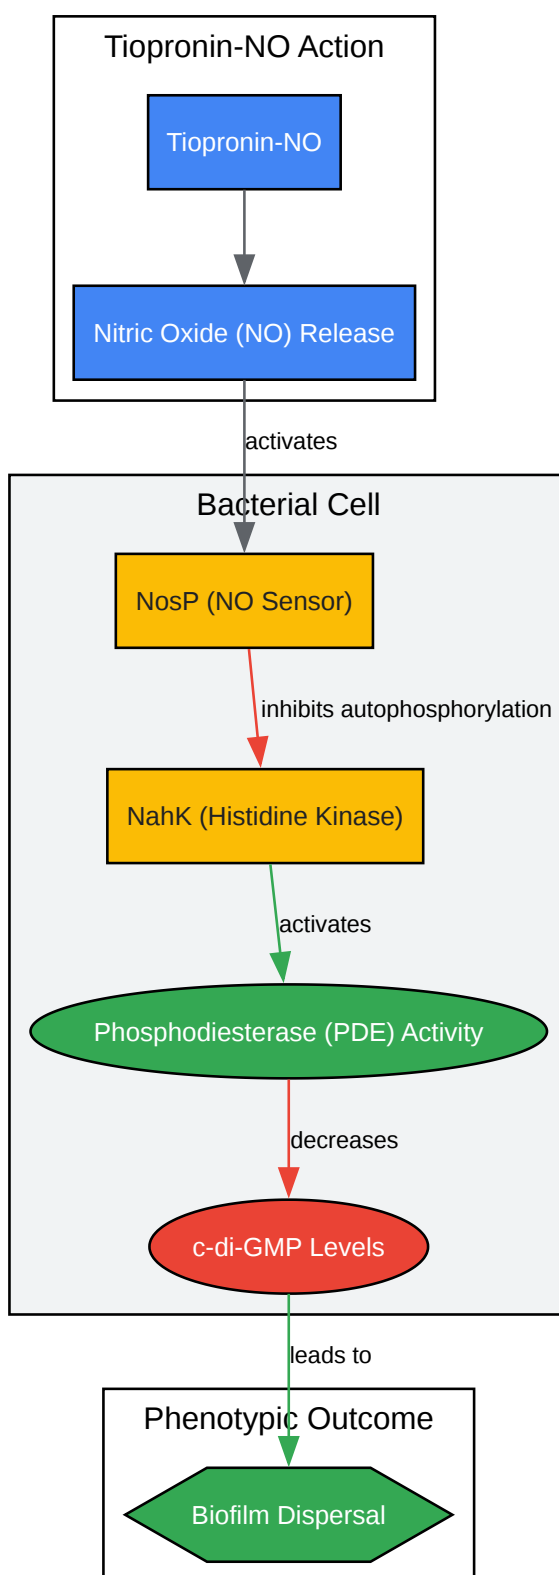 Tiopronin-NO Action
Tiopronin-NO
Nitric Oxide (NO) Release
activates
Bacterial Cell
NosP (NO Sensor)
inhibits autophosphorylation
NahK (Histidine Kinase)
activates
Phosphodiesterase (PDE) Activity
decreases
c-di-GMP Levels
leads to
Phenotypic Outcome
Biofilm Dispersal